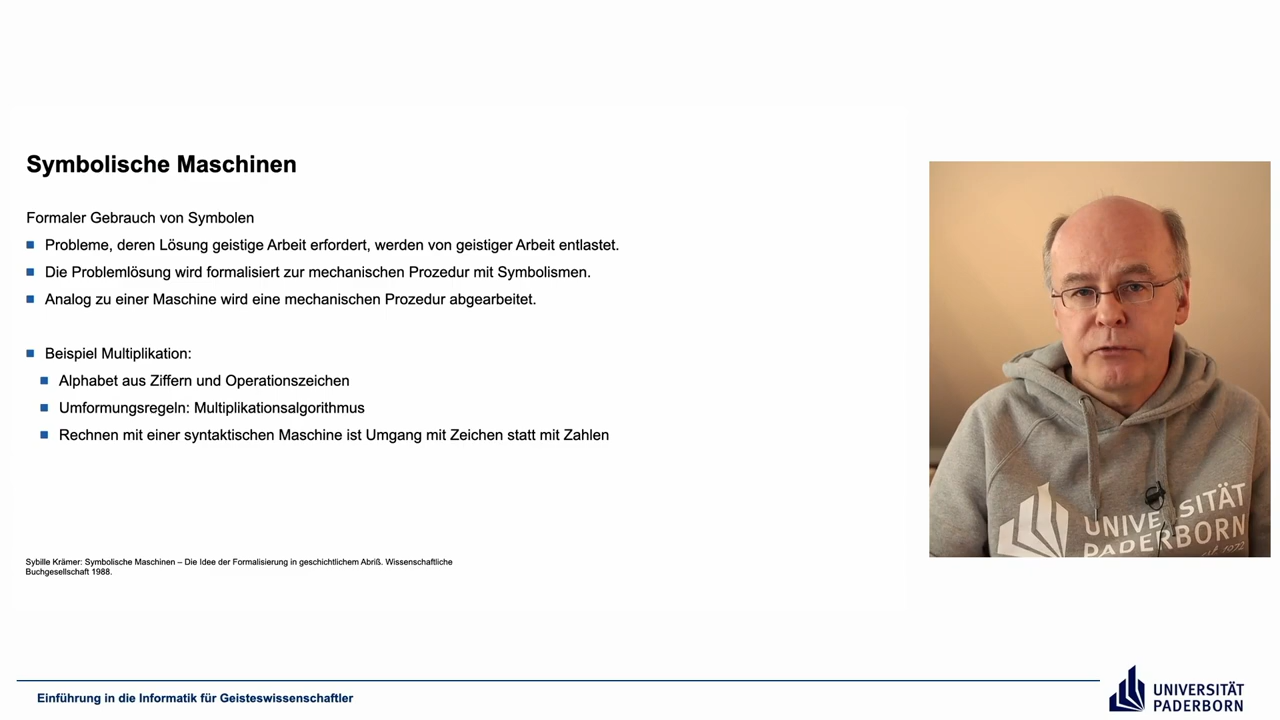 Symbolische Maschinen
Formaler Gebrauch von Symbolen
Probleme, deren Lösung geistige Arbeit erfordert, werden von geistiger Arbeit entlastet.
Die Problemlösung wird formalisiert zur mechanischen Prozedur mit Symbolismen.
Analog zu einer Maschine wird eine mechanischen Prozedur abgearbeitet.
Beispiel Multiplikation:
Alphabet aus Ziffern und Operationszeichen
Umformungsregeln: Multiplikationsalgorithmus
Rechnen mit einer syntaktischen Maschine ist Umgang mit Zeichen statt mit Zahlen
Sybille Krämer: Symbolische Maschinen – Die Idee der Formalisierung in geschichtlichem Abriß. Wissenschaftliche
Buchgesellschaft 1988.
UNIVERSITÄT
PADERBORN
est 1972
Einführung in die Informatik für Geisteswissenschaftler
UNIVERSITÄT
PADERBORN